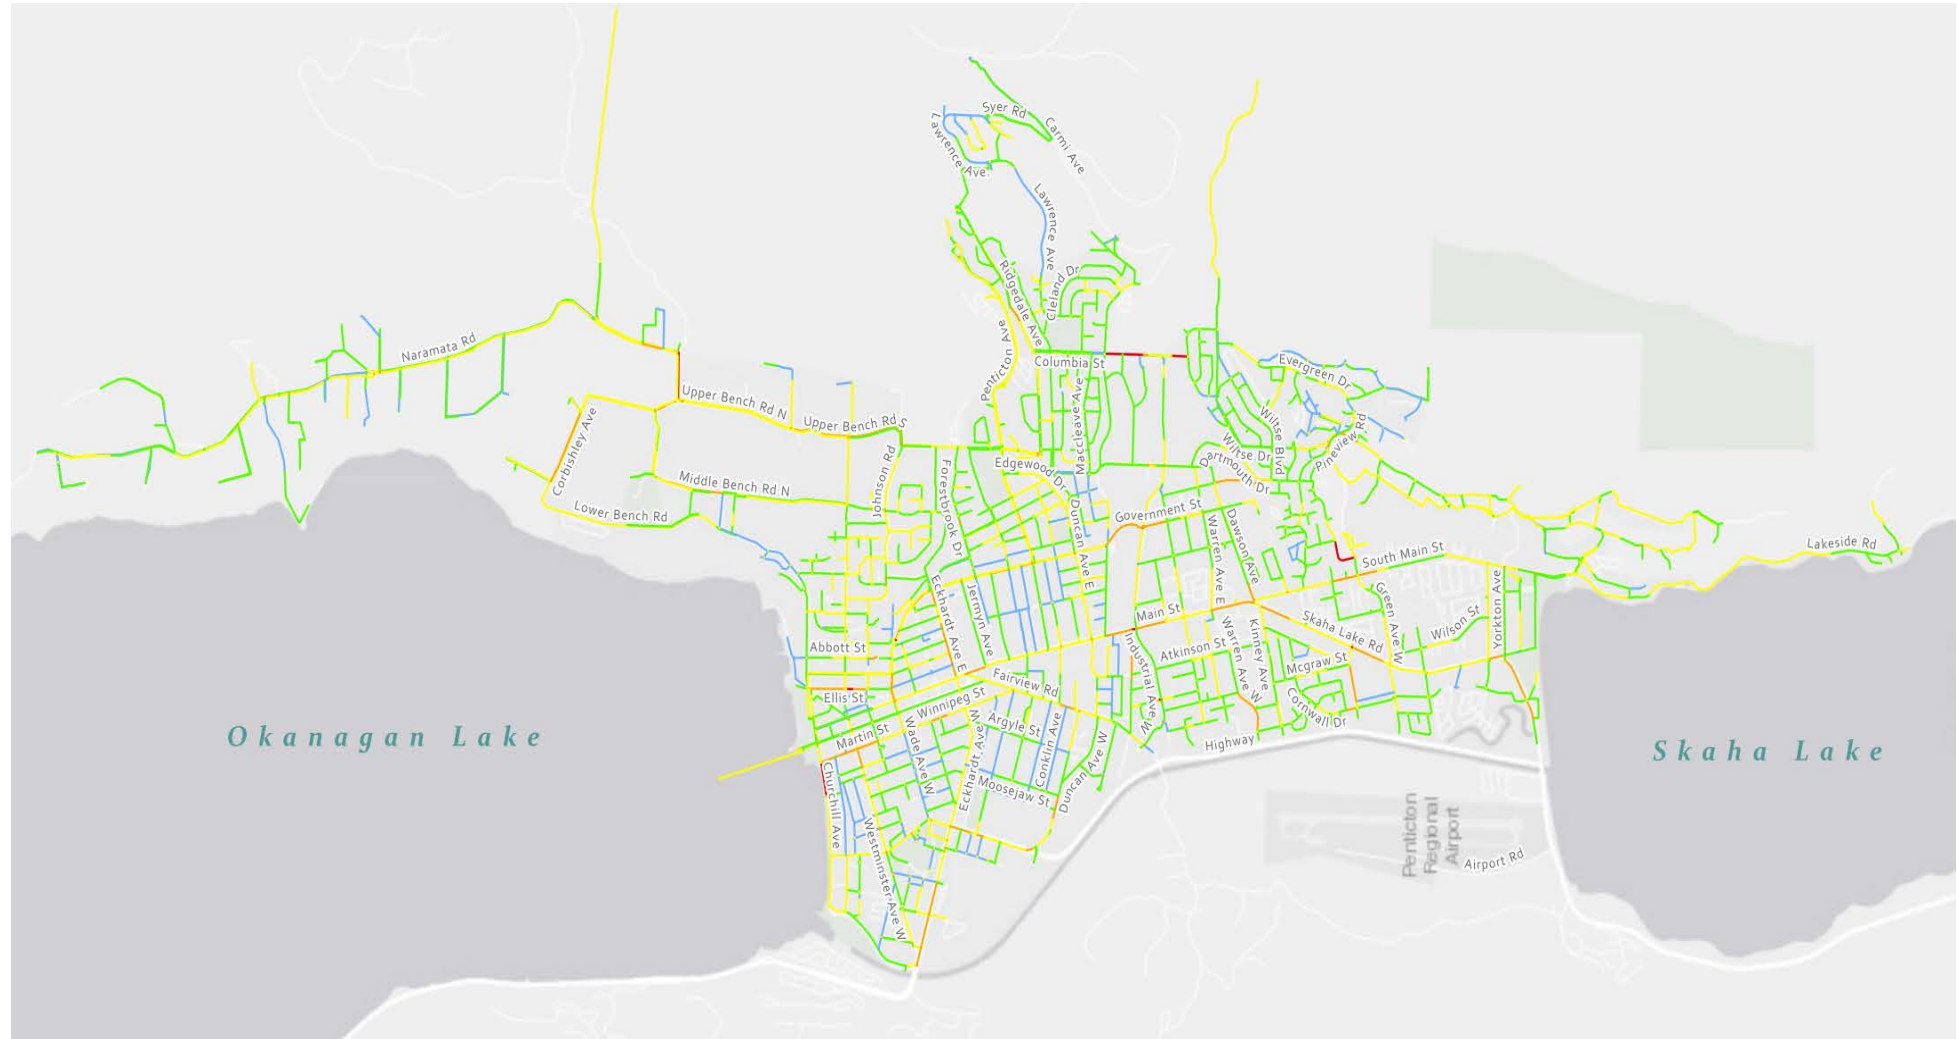 Syer Rd
Carmi Ave
Lawrence Ave
Lawrence Ave
Cleland Dr
Ridgedale Ave
Penticton Ave
Columbia St
Naramata Rd
Upper Bench Rd N
Upper Bench Rd S
Corbishley Ave
Middle Bench Rd N
Lower Bench Rd
Johnson Rd
Forestbrook Dr
Edgewood Dr
Maccleave Ave
Duncan Ave E
Government St
Evergreen Dr
Wiltse Blvd
Wiltse Dr
Pineview Rd
Dartmouth Dr
Dawson Ave
Warren Ave E
South Main St
Lakeside Rd
Eckhardt Ave E
Jermyn Ave
Main St
Skaha Lake Rd
Green Ave W
Wilson St
Yorkton Ave
Abbott St
Atkinson St
Mcgraw St
Kinney Ave
Warren Ave W
Industrial Ave W
Fairview Rd
Ellis St
Winnipeg St
Argyle St
Cornwall Dr
Martin St
Highway
Wade Ave W
Eckhardt Ave W
Conklin Ave
Moosejaw St
Duncan Ave W
Churchill Ave
Westminster Ave W
Okanagan Lake
Skaha Lake
Penticton
Regional
Airport
Airport Rd